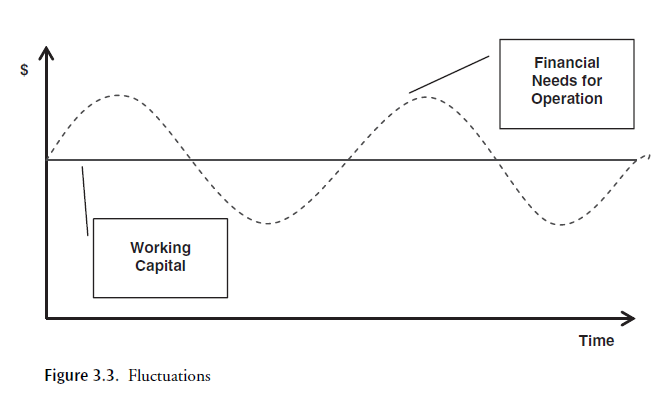 $
Financial
Needs for
Operation
Working
Capital
Time
Figure 3.3. Fluctuations